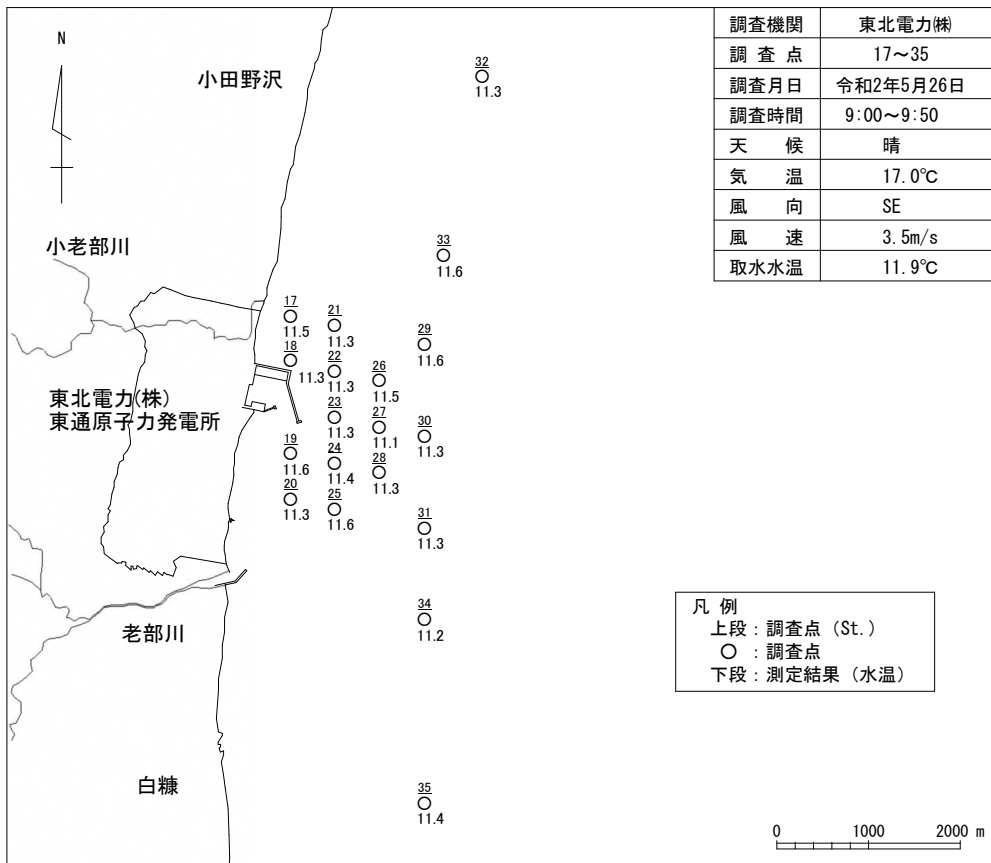 調査機関 東北電力㈱
調 査 点 17～35
調査月日 令和2年5月26日
調査時間 9:00～9:50
天 候 晴
気 温 17.0℃
風 向 SE
風 速 3.5m/s
取水水温 11.9℃
N
小田野沢
32
11.3
小老部川
33
11.6
17
11.5
21
11.3
18
11.3
22
11.3
29
11.6
26
11.5
東北電力(株)
東通原子力発電所
23
11.3
27
11.1
30
11.3
19
11.6
24
11.4
28
11.3
20
11.3
25
11.6
31
11.3
34
11.2
老部川
凡 例
上段：調査点（St.）
○ ：調査点
下段：測定結果（水温）
白糠
35
11.4
0 1000 2000 m